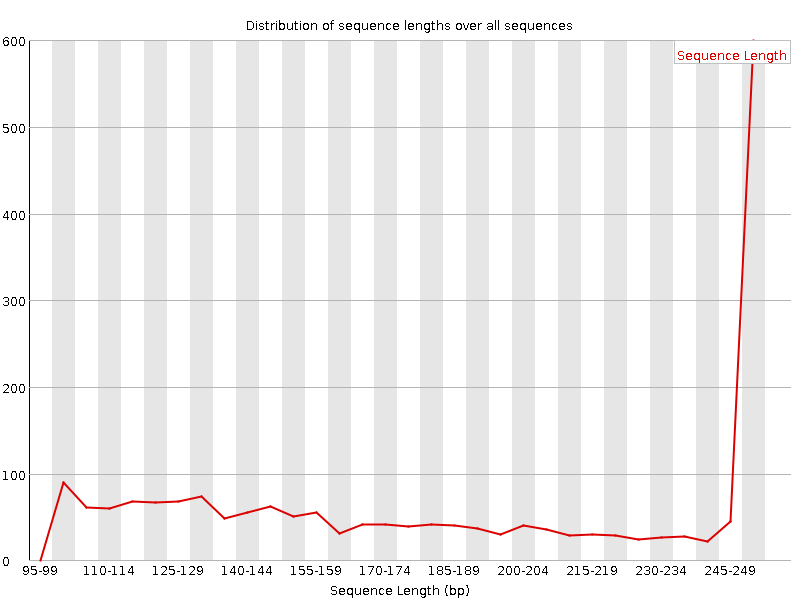 Distribution of sequence lengths over all sequences
600
Sequence Length
500
400
300
200
100
0
95-99 110-114 125-129 140-144 155-159 170-174 185-189 200-204 215-219 230-234 245-249
Sequence Length (bp)